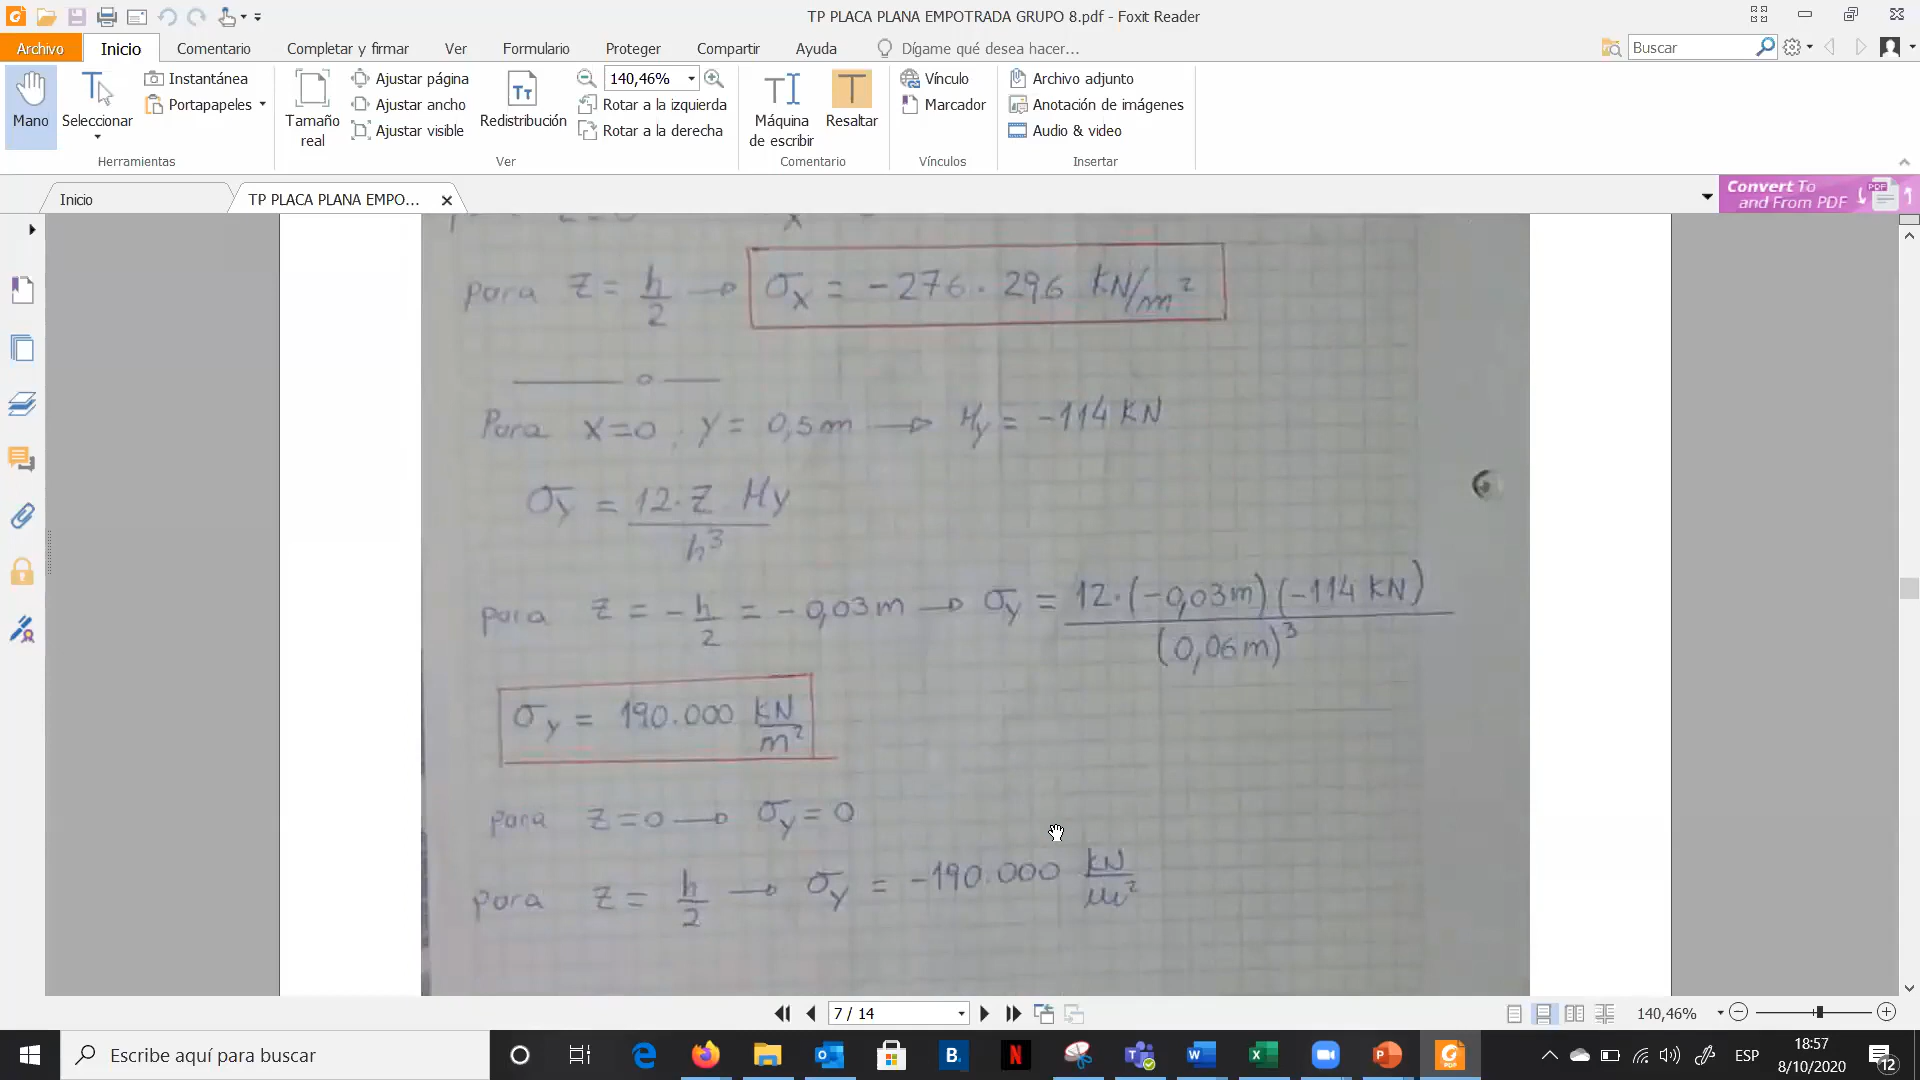 TP PLACA PLANA EMPOTRADA GRUPO 8.pdf - Foxit Reader
Archivo Inicio Comentario Completar y firmar Ver Formulario Proteger Compartir Ayuda Dígame qué desea hacer... Buscar
Mano
Seleccionar
Instantánea
Portapapeles
Herramientas
Tamaño real
Ajustar página
Ajustar ancho
Ajustar visible
Redistribución
140,46%
Rotar a la izquierda
Rotar a la derecha
Ver
Máquina de escribir
Resaltar
Comentario
Vínculo
Marcador
Vínculos
Archivo adjunto
Anotación de imágenes
Audio & video
Insertar
Inicio TP PLACA PLANA EMPO...
Convert To
and From PDF
para z = h/2 → σx = -276.296 KN/m²
Para x=0 , y = 0,5m → My = -114 KN
σy = 12.z My / h³
para z = -h/2 = -0,03m → σy = 12.(-0,03m)(-114 KN) / (0,06m)³
σy = 190.000 kN/m²
para z=0 → σy = 0
para z = h/2 → σy = -190.000 kN/m²
7 / 14
140,46%
Escribe aquí para buscar
ESP
18:57
8/10/2020
12